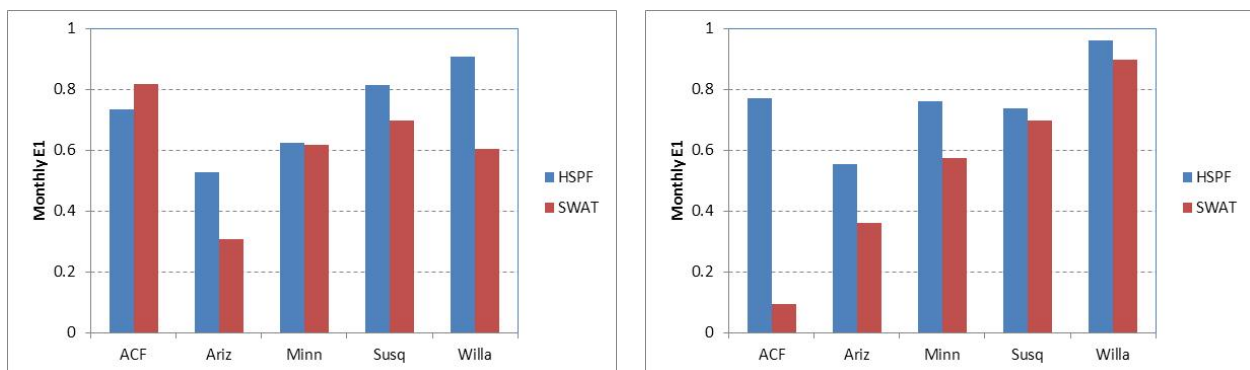 1
0.8
0.6
0.4
0.2
0
Monthly E1
ACF Ariz Minn Susq Willa
HSPF
SWAT
1
0.8
0.6
0.4
0.2
0
Monthly E1
ACF Ariz Minn Susq Willa
HSPF
SWAT